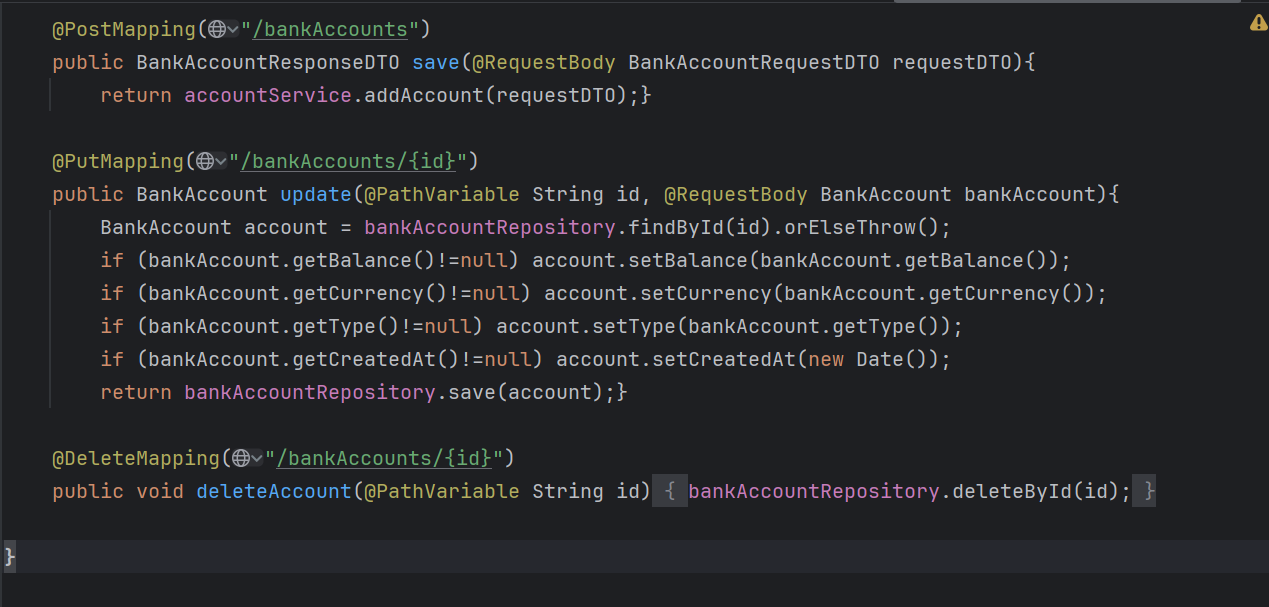 @PostMapping("/bankAccounts")
public BankAccountResponseDTO save(@RequestBody BankAccountRequestDTO requestDTO){
    return accountService.addAccount(requestDTO);}
@PutMapping("/bankAccounts/{id}")
public BankAccount update(@PathVariable String id, @RequestBody BankAccount bankAccount){
    BankAccount account = bankAccountRepository.findById(id).orElseThrow();
    if (bankAccount.getBalance()!=null) account.setBalance(bankAccount.getBalance());
    if (bankAccount.getCurrency()!=null) account.setCurrency(bankAccount.getCurrency());
    if (bankAccount.getType()!=null) account.setType(bankAccount.getType());
    if (bankAccount.getCreatedAt()!=null) account.setCreatedAt(new Date());
    return bankAccountRepository.save(account);}
@DeleteMapping("/bankAccounts/{id}")
public void deleteAccount(@PathVariable String id) { bankAccountRepository.deleteById(id); }
}